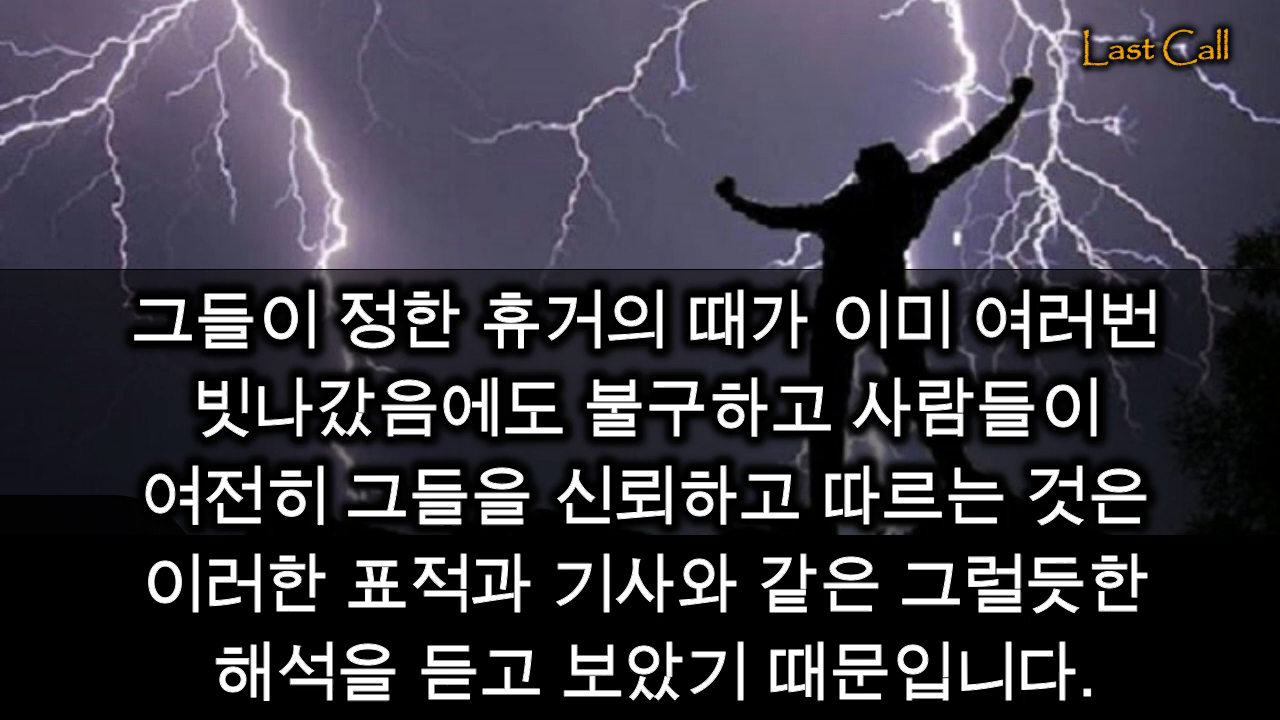 Last Call
그들이 정한 휴거의 때가 이미 여러번
빗나갔음에도 불구하고 사람들이
여전히 그들을 신뢰하고 따르는 것은
이러한 표적과 기사와 같은 그럴듯한
해석을 듣고 보았기 때문입니다.